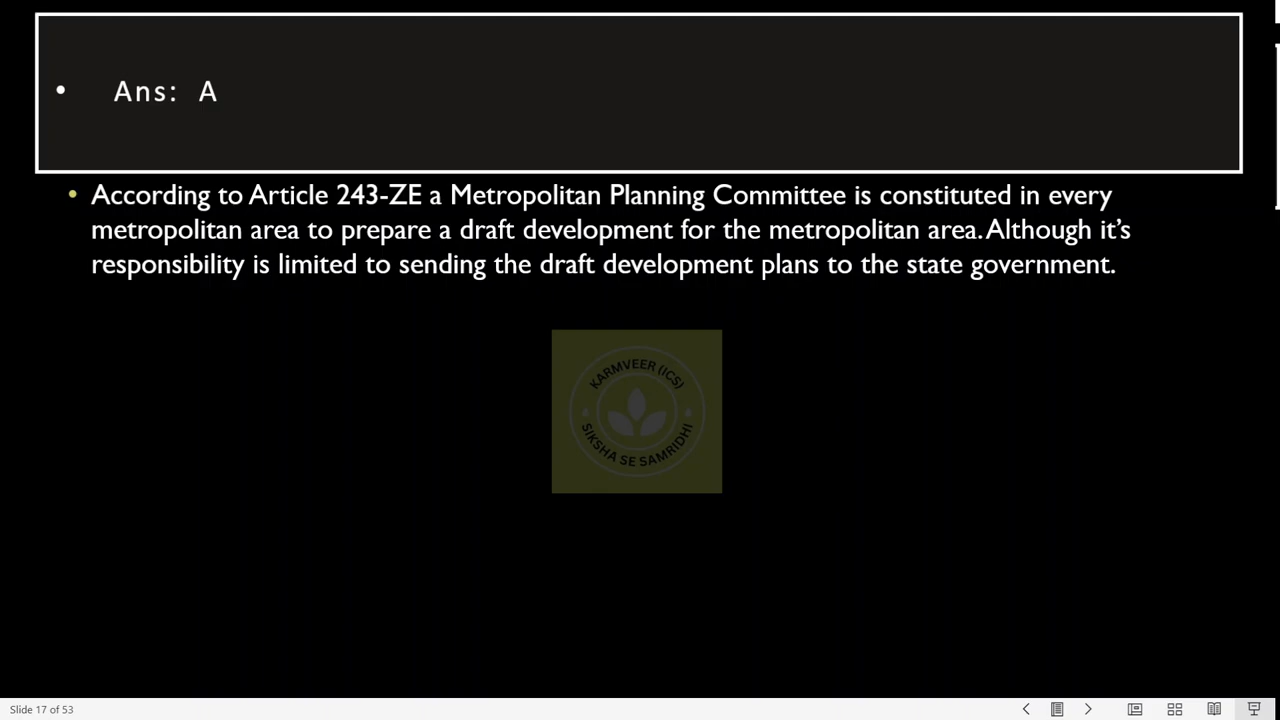 • Ans: A
• According to Article 243-ZE a Metropolitan Planning Committee is constituted in every
metropolitan area to prepare a draft development for the metropolitan area. Although it’s
responsibility is limited to sending the draft development plans to the state government.
KARMVEER (ICS)
SIKSHA SE SAMRIDHI
Slide 17 of 53